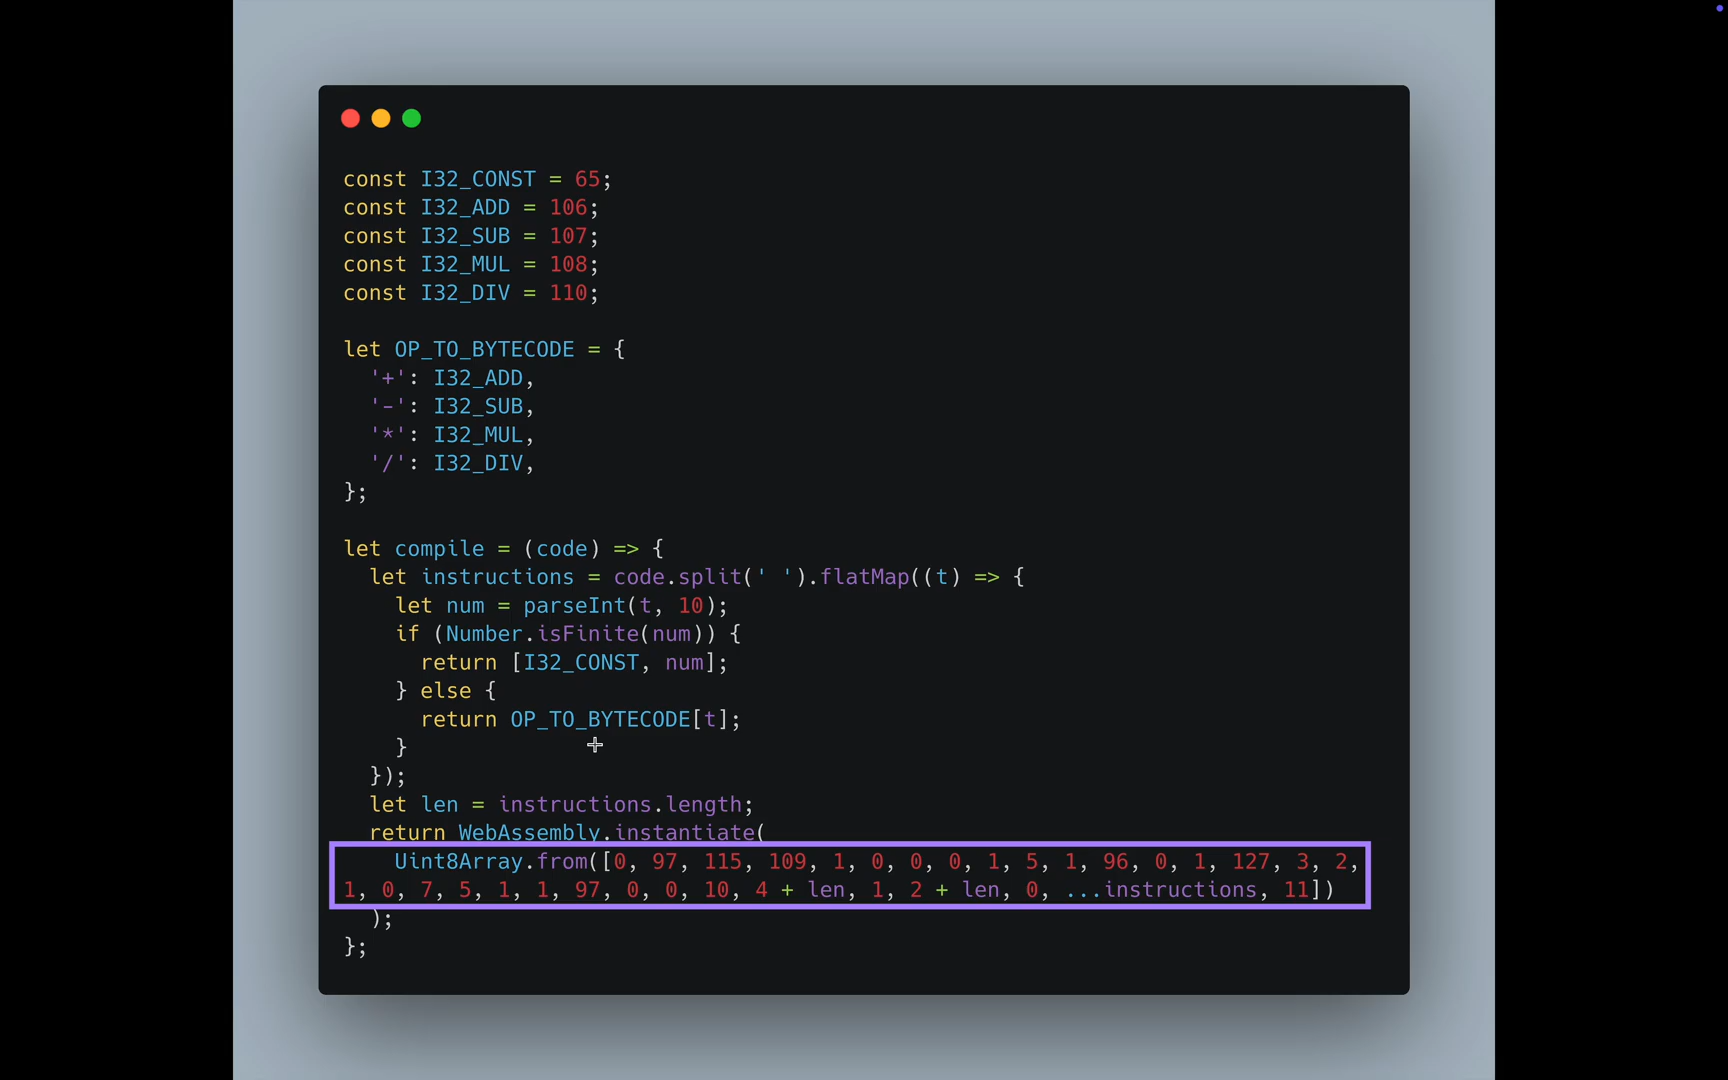 const I32_CONST = 65;
const I32_ADD = 106;
const I32_SUB = 107;
const I32_MUL = 108;
const I32_DIV = 110;

let OP_TO_BYTECODE = {
  '+': I32_ADD,
  '-': I32_SUB,
  '*': I32_MUL,
  '/': I32_DIV,
};

let compile = (code) => {
  let instructions = code.split(' ').flatMap((t) => {
    let num = parseInt(t, 10);
    if (Number.isFinite(num)) {
      return [I32_CONST, num];
    } else {
      return OP_TO_BYTECODE[t];
    }
  });
  let len = instructions.length;
  return WebAssembly.instantiate(
    Uint8Array.from([0, 97, 115, 109, 1, 0, 0, 0, 1, 5, 1, 96, 0, 1, 127, 3, 2,
1, 0, 7, 5, 1, 1, 97, 0, 0, 10, 4 + len, 1, 2 + len, 0, ...instructions, 11])
  );
};